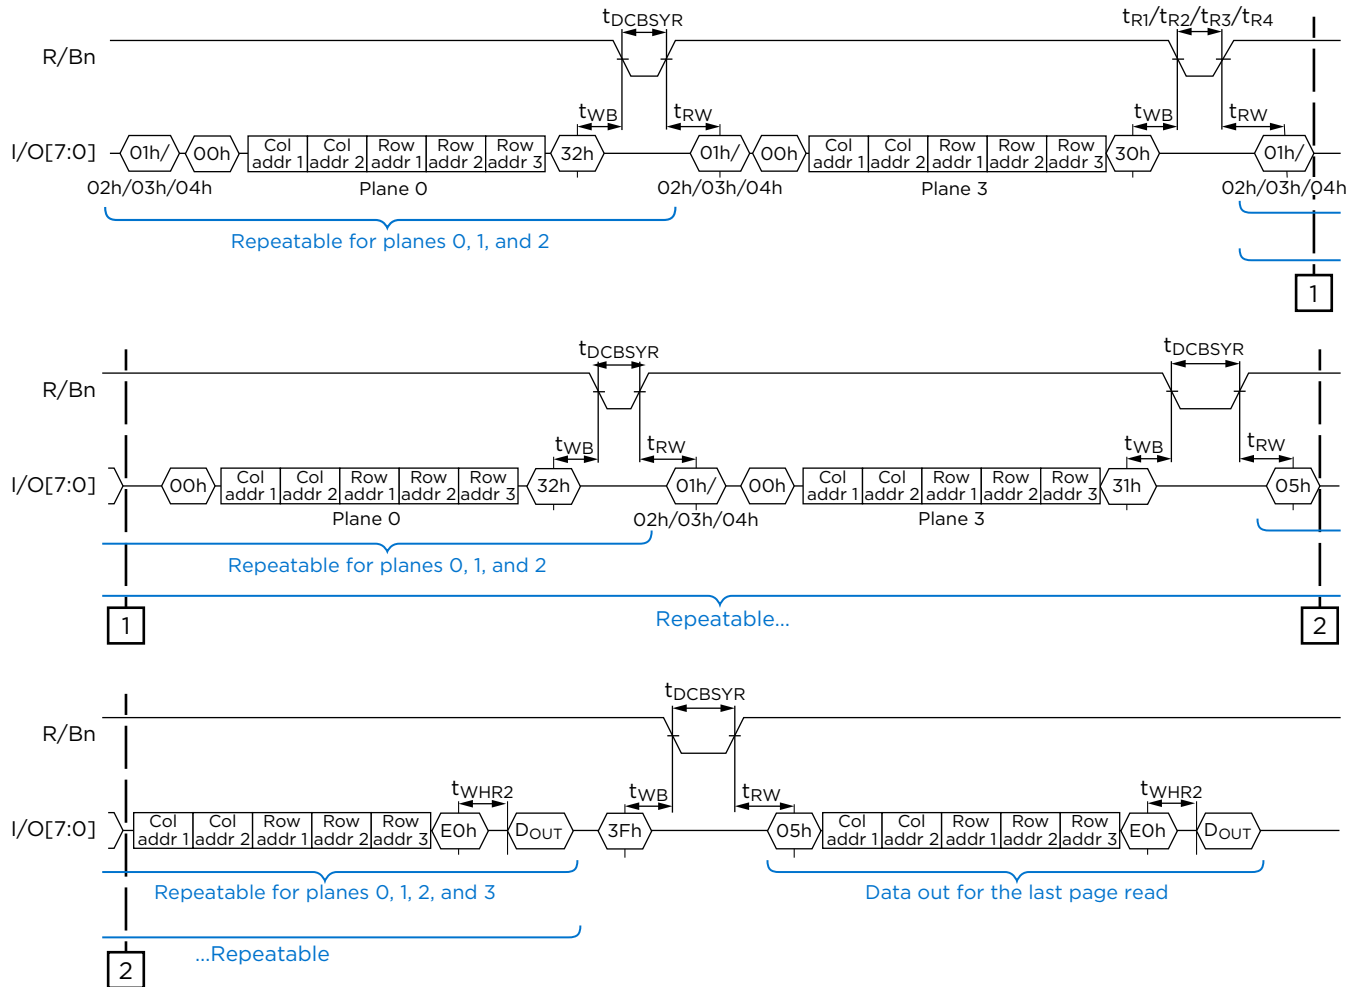 tDCBSYR tR1/tR2/tR3/tR4
R/Bn
tWB tRW tWB tRW
I/O[7:0] 01h/ 00h Col addr 1 Col addr 2 Row addr 1 Row addr 2 Row addr 3 32h 01h/ 00h Col addr 1 Col addr 2 Row addr 1 Row addr 2 Row addr 3 30h 01h/
02h/03h/04h Plane 0 02h/03h/04h Plane 3 02h/03h/04h
Repeatable for planes 0, 1, and 2
1
tDCBSYR tDCBSYR
R/Bn
tWB tRW tWB tRW
I/O[7:0] 00h Col addr 1 Col addr 2 Row addr 1 Row addr 2 Row addr 3 32h 01h/ 00h Col addr 1 Col addr 2 Row addr 1 Row addr 2 Row addr 3 31h 05h
Plane 0 02h/03h/04h Plane 3
Repeatable for planes 0, 1, and 2
1 Repeatable... 2
tDCBSYR
R/Bn
tWHR2 tWB tRW tWHR2
I/O[7:0] Col addr 1 Col addr 2 Row addr 1 Row addr 2 Row addr 3 E0h DOUT 3Fh 05h Col addr 1 Col addr 2 Row addr 1 Row addr 2 Row addr 3 E0h DOUT
Repeatable for planes 0, 1, 2, and 3 Data out for the last page read
...Repeatable
2